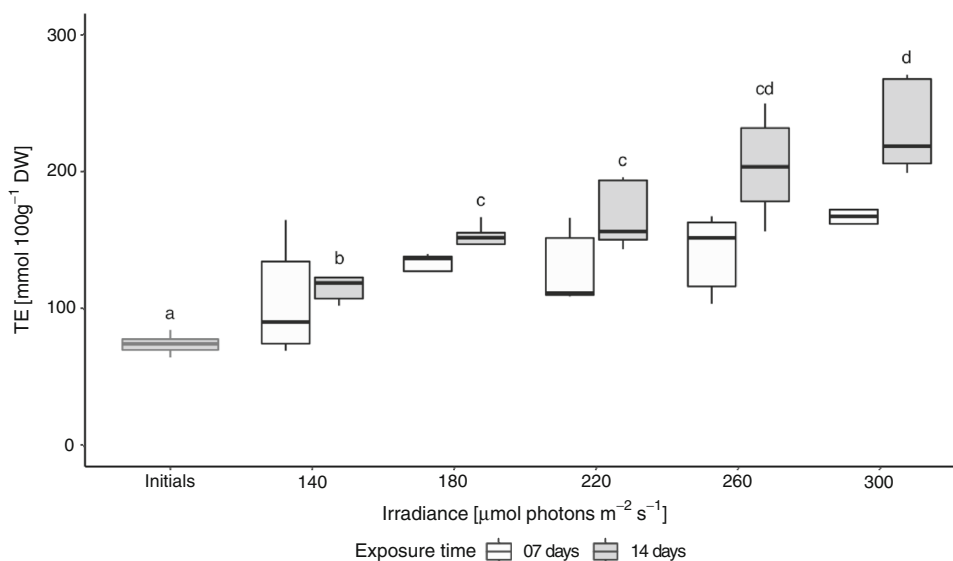 300
d
cd
c
c
200
b
a
100
0
TE [mmol 100g⁻¹ DW]
Initials 140 180 220 260 300
Irradiance [μmol photons m⁻² s⁻¹]
Exposure time 07 days 14 days